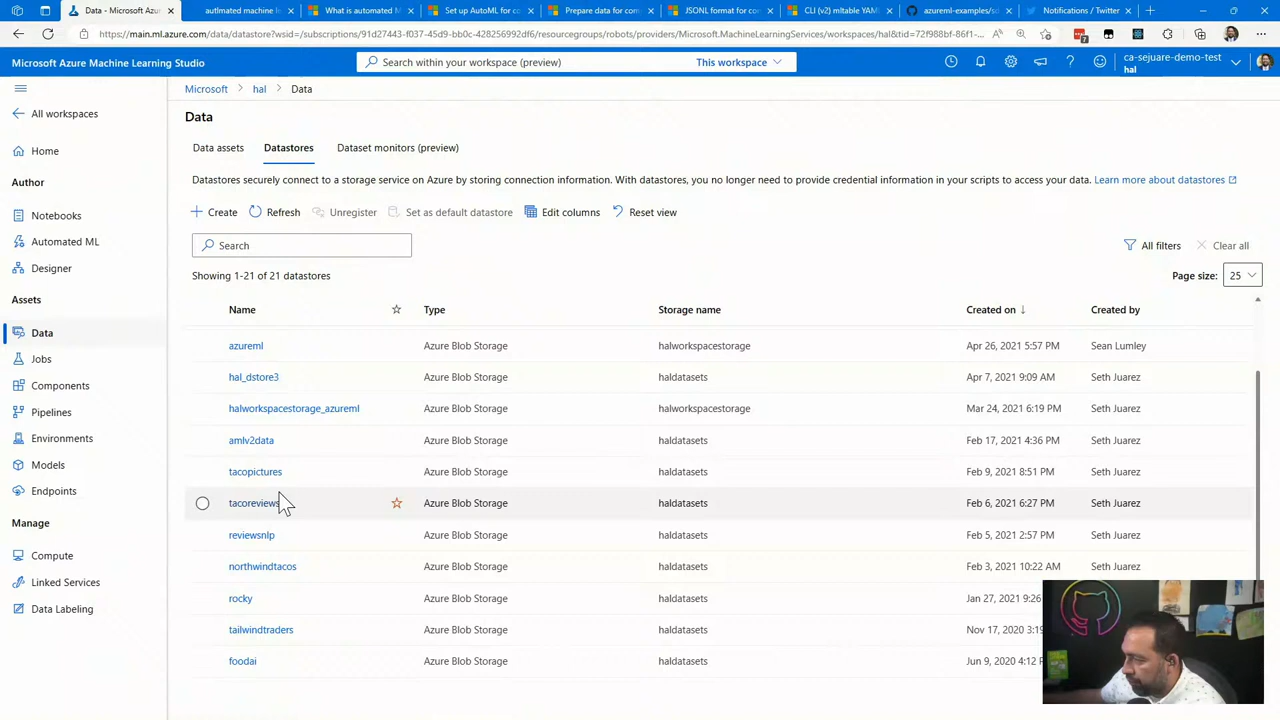 Data - Microsoft Azur
autlmated machine l
What is automated M
Set up AutoML for co
Prepare data for com
JSONL format for com
CLI (v2) mltable YAM
azureml-examples/sd
Notifications / Twitter
https://main.ml.azure.com/data/datastore?wsid=/subscriptions/91d27443-f037-45d9-bb0c-428256992df6/resourcegroups/robots/providers/Microsoft.MachineLearningServices/workspaces/hal&tid=72f988bf-86f1-...
Microsoft Azure Machine Learning Studio
Search within your workspace (preview)
This workspace
ca-sejuare-demo-test
hal
All workspaces
Home
Author
Notebooks
Automated ML
Designer
Assets
Data
Jobs
Components
Pipelines
Environments
Models
Endpoints
Manage
Compute
Linked Services
Data Labeling
Microsoft > hal > Data
Data
Data assets Datastores Dataset monitors (preview)
Datastores securely connect to a storage service on Azure by storing connection information. With datastores, you no longer need to provide credential information in your scripts to access your data. Learn more about datastores
Create Refresh Unregister Set as default datastore Edit columns Reset view
Search
All filters Clear all
Showing 1-21 of 21 datastores
Page size: 25
Name Type Storage name Created on ↓ Created by
azureml Azure Blob Storage halworkspacestorage Apr 26, 2021 5:57 PM Sean Lumley
hal_dstore3 Azure Blob Storage haldatasets Apr 7, 2021 9:09 AM Seth Juarez
halworkspacestorage_azureml Azure Blob Storage halworkspacestorage Mar 24, 2021 6:19 PM Seth Juarez
amlv2data Azure Blob Storage haldatasets Feb 17, 2021 4:36 PM Seth Juarez
tacopictures Azure Blob Storage haldatasets Feb 9, 2021 8:51 PM Seth Juarez
tacoreviews Azure Blob Storage haldatasets Feb 6, 2021 6:27 PM Seth Juarez
reviewsnlp Azure Blob Storage haldatasets Feb 5, 2021 2:57 PM Seth Juarez
northwindtacos Azure Blob Storage haldatasets Feb 3, 2021 10:22 AM Seth Juarez
rocky Azure Blob Storage haldatasets Jan 27, 2021 9:26
tailwindtraders Azure Blob Storage haldatasets Nov 17, 2020 3:19
foodai Azure Blob Storage haldatasets Jun 9, 2020 4:12 P